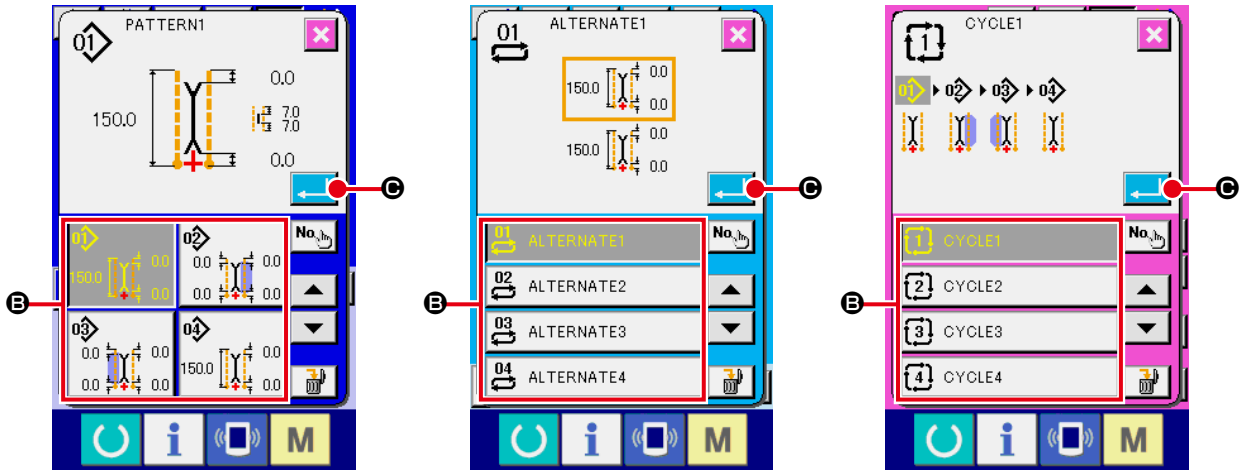 01 PATTERN1
0.0
150.0
7.0
7.0
0.0
C
B
01
150.0 0.0
0.0
02
0.0 0.0
0.0 0.0
No.
03
0.0 0.0
0.0 0.0
04
150.0 0.0
0.0
i
M
01 ALTERNATE1
150.0 0.0
0.0
150.0 0.0
0.0
C
B
01 ALTERNATE1
No.
02 ALTERNATE2
03 ALTERNATE3
04 ALTERNATE4
i
M
1 CYCLE1
01 02 03 04
C
B
1 CYCLE1
No.
2 CYCLE2
3 CYCLE3
4 CYCLE4
i
M